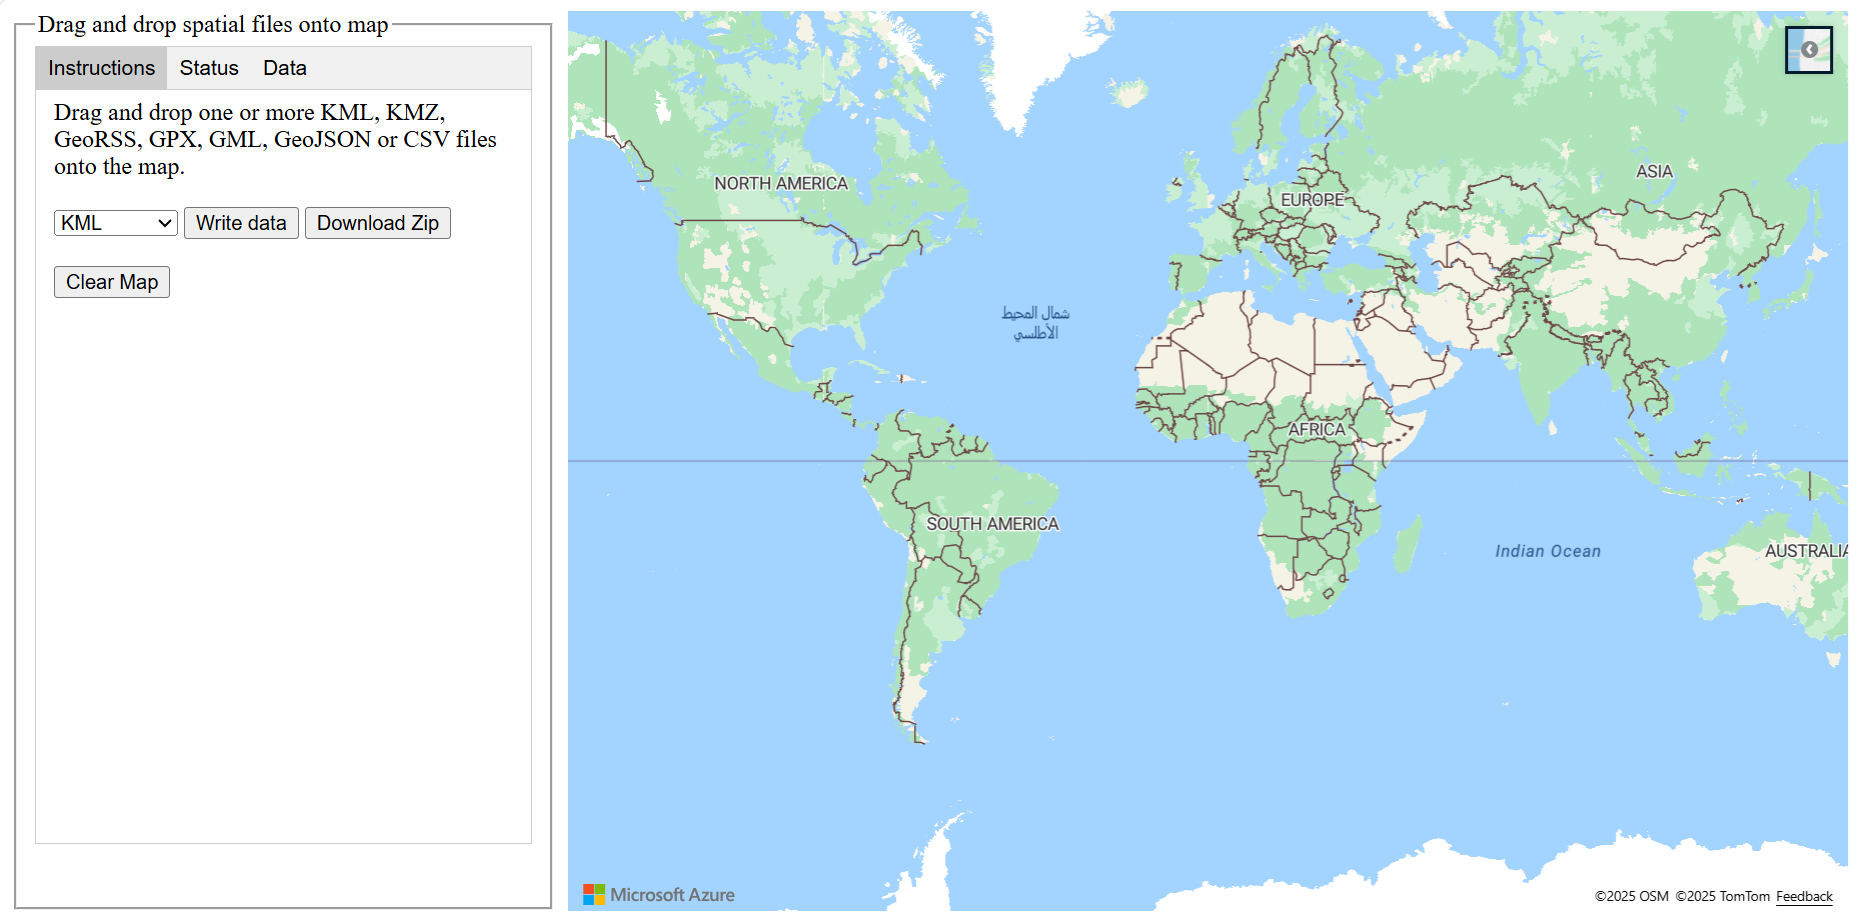 Drag and drop spatial files onto map
Instructions Status Data
Drag and drop one or more KML, KMZ,
GeoRSS, GPX, GML, GeoJSON or CSV files
onto the map.
KML Write data Download Zip
Clear Map
NORTH AMERICA
ASIA
EUROPE
شمال المحيط
الأطلسي
AFRICA
SOUTH AMERICA
Indian Ocean
AUSTRALIA
Microsoft Azure
©2025 OSM ©2025 TomTom Feedback